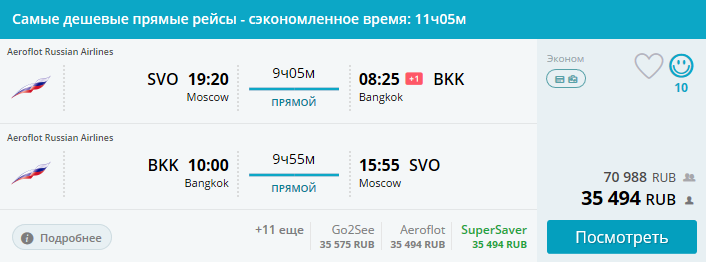 Самые дешевые прямые рейсы - сэкономленное время: 11ч05м
Aeroflot Russian Airlines
SVO 19:20 9ч05м 08:25 +1 BKK
Moscow ПРЯМОЙ Bangkok
Aeroflot Russian Airlines
BKK 10:00 9ч55м 15:55 SVO
Bangkok ПРЯМОЙ Moscow
Подробнее
+11 еще Go2See Aeroflot SuperSaver
35 575 RUB 35 494 RUB 35 494 RUB
Эконом
10
70 988 RUB
35 494 RUB
Посмотреть